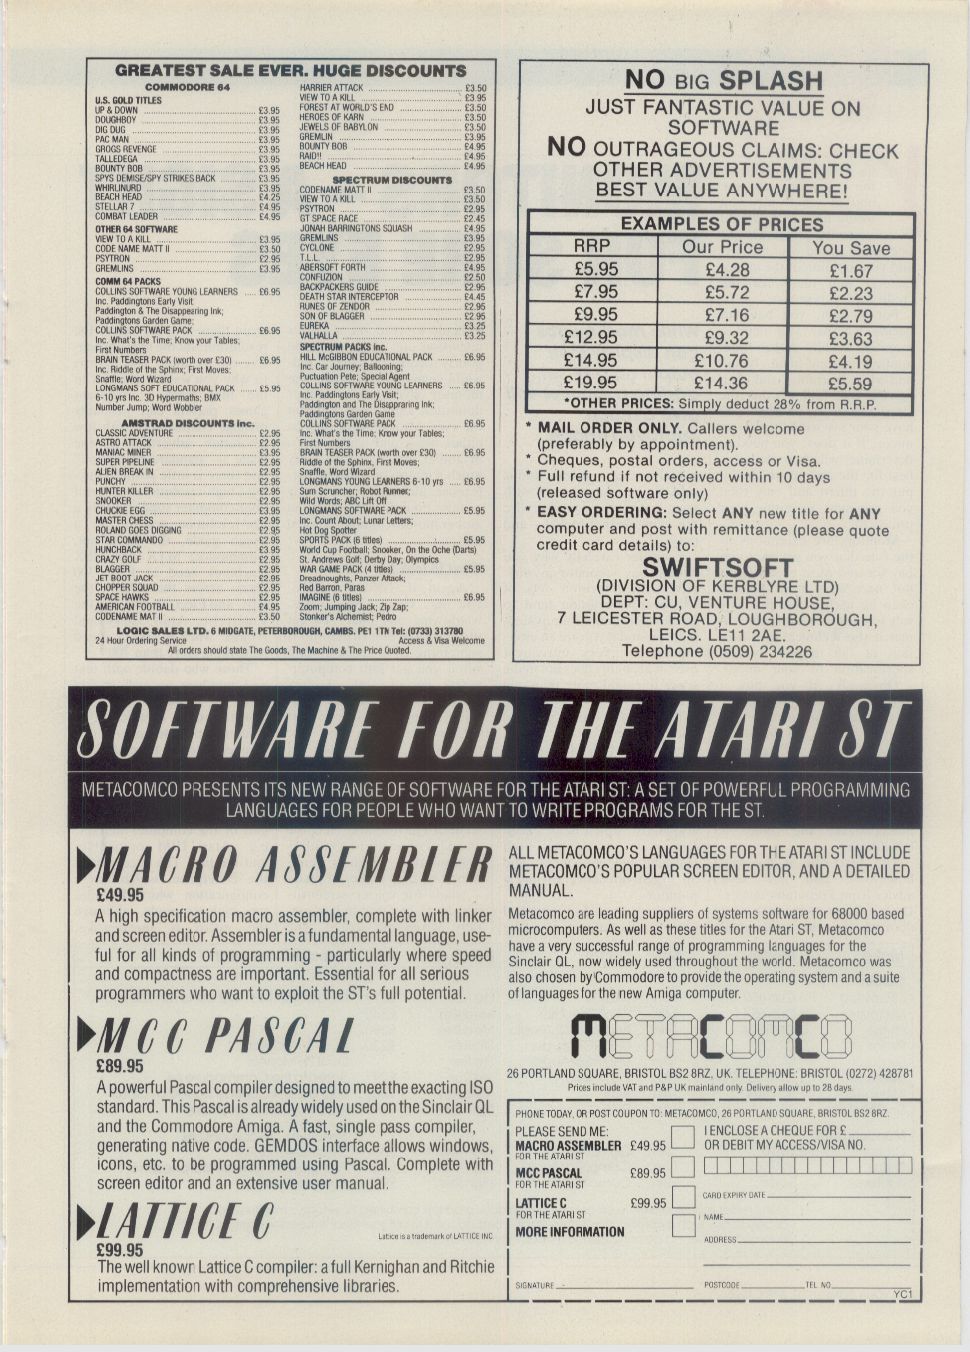 GREATEST SALE EVER. HUGE DISCOUNTS
COMMODORE 64
U.S. GOLD TITLES
UP & DOWN £3.95
DOUGHBOY £3.95
DIG DUG £3.95
PAC MAN £3.95
GROGS REVENGE £3.95
TALLEDEGA £3.95
BOUNTY BOB £3.95
SPYS DEMISE/SPY STRIKES BACK £3.95
WHIRLINURD £3.95
BEACH HEAD £4.25
STELLAR 7 £4.95
COMBAT LEADER £4.95
OTHER 64 SOFTWARE
VIEW TO A KILL £3.95
CODE NAME MATT II £3.50
PSYTRON £2.95
GREMLINS £3.95
COMM 64 PACKS
COLLINS SOFTWARE YOUNG LEARNERS £6.95
Inc. Paddingtons Early Visit
Paddington & The Disappearing Ink;
Paddingtons Garden Game;
COLLINS SOFTWARE PACK £6.95
Inc. What's the Time; Know your Tables;
First Numbers
BRAIN TEASER PACK (worth over £30) £6.95
Inc. Riddle of the Sphinx; First Moves;
Snaffle; Word Wizard
LONGMANS SOFT EDUCATIONAL PACK £5.95
6-10 yrs Inc. 3D Hypermaths; BMX
Number Jump; Word Wobber
AMSTRAD DISCOUNTS inc.
CLASSIC ADVENTURE £2.95
ASTRO ATTACK £2.95
MANIAC MINER £2.95
SUPER PIPELINE £2.95
ALIEN BREAK IN £2.95
PUNCHY £2.95
HUNTER KILLER £2.95
SNOOKER £2.95
CHUCKIE EGG £3.95
MASTER CHESS £2.95
ROLAND GOES DIGGING £2.95
STAR COMMANDO £2.95
HUNCHBACK £3.95
CRAZY GOLF £2.95
BLAGGER £2.95
JET BOOT JACK £2.95
CHOPPER SQUAD £2.95
SPACE HAWKS £2.95
AMERICAN FOOTBALL £4.95
CODENAME MAT II £3.50
HARRIER ATTACK £3.50
VIEW TO A KILL £3.95
FOREST AT WORLD'S END £3.50
HEROES OF KARN £3.50
JEWELS OF BABYLON £3.50
GREMLIN £3.95
BOUNTY BOB £4.95
RAID!! £4.95
BEACH HEAD £4.95
SPECTRUM DISCOUNTS
CODENAME MATT II £3.50
VIEW TO A KILL £3.50
PSYTRON £2.95
GT SPACE RACE £2.45
JONAH BARRINGTONS SQUASH £4.95
GREMLINS £3.95
CYCLONE £2.95
T.L.L. £2.95
ABERSOFT FORTH £4.95
CONFUZION £2.50
BACKPACKERS GUIDE £2.95
DEATH STAR INTERCEPTOR £4.45
RUNES OF ZENDOR £2.95
SON OF BLAGGER £2.95
EUREKA £3.25
VALHALLA £3.25
SPECTRUM PACKS inc.
HILL McGIBBON EDUCATIONAL PACK £6.95
Inc. Car Journey; Ballooning;
Puctuation Pete; Special Agent
COLLINS SOFTWARE YOUNG LEARNERS £6.95
Inc. Paddingtons Early Visit;
Paddington and The Disappraring Ink;
Paddingtons Garden Game
COLLINS SOFTWARE PACK £6.95
Inc. What's the Time; Know your Tables;
First Numbers
BRAIN TEASER PACK (worth over £30) £6.95
Riddle of the Sphinx, First Moves;
Snaffle, Word Wizard
LONGMANS YOUNG LEARNERS 6-10 yrs £6.95
Sum Scruncher; Robot Runner;
Wild Words; ABC Lift Off
LONGMANS SOFTWARE PACK £5.95
Inc. Count About; Lunar Letters;
Hot Dog Spotter
SPORTS PACK (6 titles) £5.95
World Cup Football; Snooker, On the Oche (Darts)
St. Andrews Golf; Derby Day; Olympics
WAR GAME PACK (4 titles) £5.95
Dreadnoughts, Panzer Attack;
Red Barron, Paras
IMAGINE (6 titles) £6.95
Zoom; Jumping Jack; Zip Zap;
Stonker's Alchemist; Pedro
LOGIC SALES LTD. 6 MIDGATE, PETERBOROUGH, CAMBS. PE1 1TN Tel: (0733) 313780
24 Hour Ordering Service Access & Visa Welcome
All orders should state The Goods, The Machine & The Price Quoted.
NO BIG SPLASH
JUST FANTASTIC VALUE ON
SOFTWARE
NO OUTRAGEOUS CLAIMS: CHECK
OTHER ADVERTISEMENTS
BEST VALUE ANYWHERE!
EXAMPLES OF PRICES
RRP Our Price You Save
£5.95 £4.28 £1.67
£7.95 £5.72 £2.23
£9.95 £7.16 £2.79
£12.95 £9.32 £3.63
£14.95 £10.76 £4.19
£19.95 £14.36 £5.59
*OTHER PRICES: Simply deduct 28% from R.R.P.
* MAIL ORDER ONLY. Callers welcome
(preferably by appointment).
* Cheques, postal orders, access or Visa.
* Full refund if not received within 10 days
(released software only)
* EASY ORDERING: Select ANY new title for ANY
computer and post with remittance (please quote
credit card details) to:
SWIFTSOFT
(DIVISION OF KERBLYRE LTD)
DEPT: CU, VENTURE HOUSE,
7 LEICESTER ROAD, LOUGHBOROUGH,
LEICS. LE11 2AE.
Telephone (0509) 234226
SOFTWARE FOR THE ATARI ST
METACOMCO PRESENTS ITS NEW RANGE OF SOFTWARE FOR THE ATARI ST: A SET OF POWERFUL PROGRAMMING
LANGUAGES FOR PEOPLE WHO WANT TO WRITE PROGRAMS FOR THE ST.
MACRO ASSEMBLER
£49.95
A high specification macro assembler, complete with linker
and screen editor. Assembler is a fundamental language, use-
ful for all kinds of programming - particularly where speed
and compactness are important. Essential for all serious
programmers who want to exploit the ST's full potential.
MCC PASCAL
£89.95
A powerful Pascal compiler designed to meet the exacting ISO
standard. This Pascal is already widely used on the Sinclair QL
and the Commodore Amiga. A fast, single pass compiler,
generating native code. GEMDOS interface allows windows,
icons, etc. to be programmed using Pascal. Complete with
screen editor and an extensive user manual.
LATTICE C
Lattice is a trademark of LATTICE INC.
£99.95
The well known Lattice C compiler: a full Kernighan and Ritchie
implementation with comprehensive libraries.
ALL METACOMCO'S LANGUAGES FOR THE ATARI ST INCLUDE
METACOMCO'S POPULAR SCREEN EDITOR, AND A DETAILED
MANUAL.
Metacomco are leading suppliers of systems software for 68000 based
microcomputers. As well as these titles for the Atari ST, Metacomco
have a very successful range of programming languages for the
Sinclair QL, now widely used throughout the world. Metacomco was
also chosen by Commodore to provide the operating system and a suite
of languages for the new Amiga computer.
METACOMCO
26 PORTLAND SQUARE, BRISTOL BS2 8RZ, UK. TELEPHONE: BRISTOL (0272) 428781
Prices include VAT and P&P UK mainland only. Delivery allow up to 28 days.
PHONE TODAY, OR POST COUPON TO: METACOMCO, 26 PORTLAND SQUARE, BRISTOL BS2 8RZ.
PLEASE SEND ME:
MACRO ASSEMBLER £49.95
FOR THE ATARI ST
MCC PASCAL £89.95
FOR THE ATARI ST
LATTICE C £99.95
FOR THE ATARI ST
MORE INFORMATION
I ENCLOSE A CHEQUE FOR £
OR DEBIT MY ACCESS/VISA NO.
CARD EXPIRY DATE
NAME
ADDRESS
SIGNATURE POSTCODE TEL NO
YC1